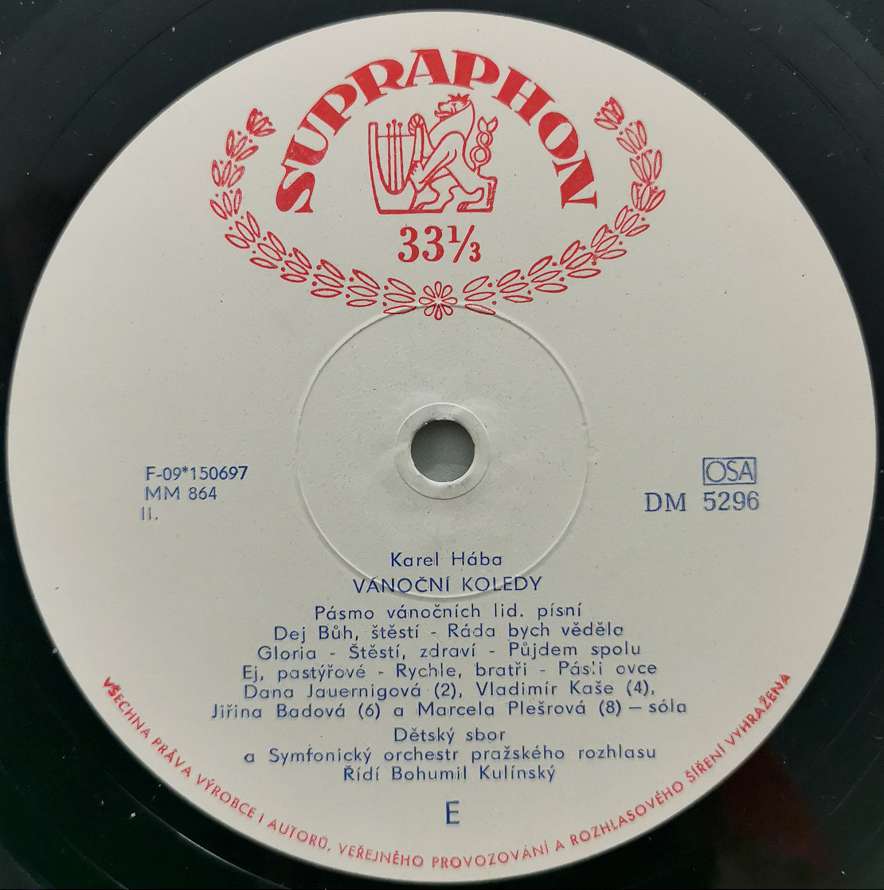 SUPRAPHON
33⅓
F-09*150697
MM 864
II.
OSA
DM 5296
Karel Hába
VÁNOČNÍ KOLEDY
Pásmo vánočních lid. písní
Dej Bůh, štěstí - Ráda bych věděla
Gloria - Štěstí, zdraví - Půjdem spolu
Ej, pastýřové - Rychle, bratři - Pásli ovce
Dana Jauernigová (2), Vladimír Kaše (4),
Jiřina Badová (6) a Marcela Plešrová (8) — sóla
Dětský sbor
a Symfonický orchestr pražského rozhlasu
Řídí Bohumil Kulínský
E
VŠECHNA PRÁVA VÝROBCE I AUTORŮ, VEŘEJNÉHO PROVOZOVÁNÍ A ROZHLASOVÉHO ŠÍŘENÍ VYHRAŽENA